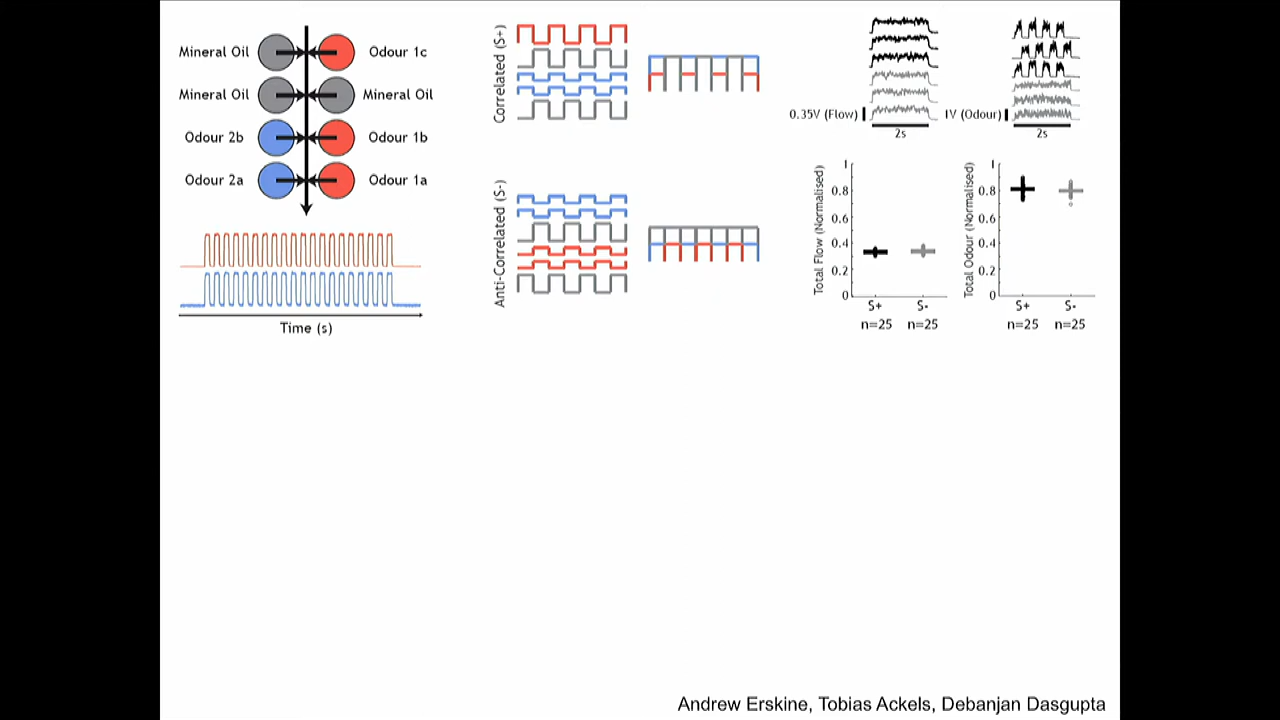 Mineral Oil
Odour 1c
Mineral Oil
Mineral Oil
Odour 2b
Odour 1b
Odour 2a
Odour 1a
Time (s)
Correlated (S+)
Anti-Correlated (S-)
0.35V (Flow)
2s
1V (Odour)
2s
Total Flow (Normalised)
1
0.8
0.6
0.4
0.2
0
S+
S-
n=25
n=25
Total Odour (Normalised)
1
0.8
0.6
0.4
0.2
0
S+
S-
n=25
n=25
Andrew Erskine, Tobias Ackels, Debanjan Dasgupta